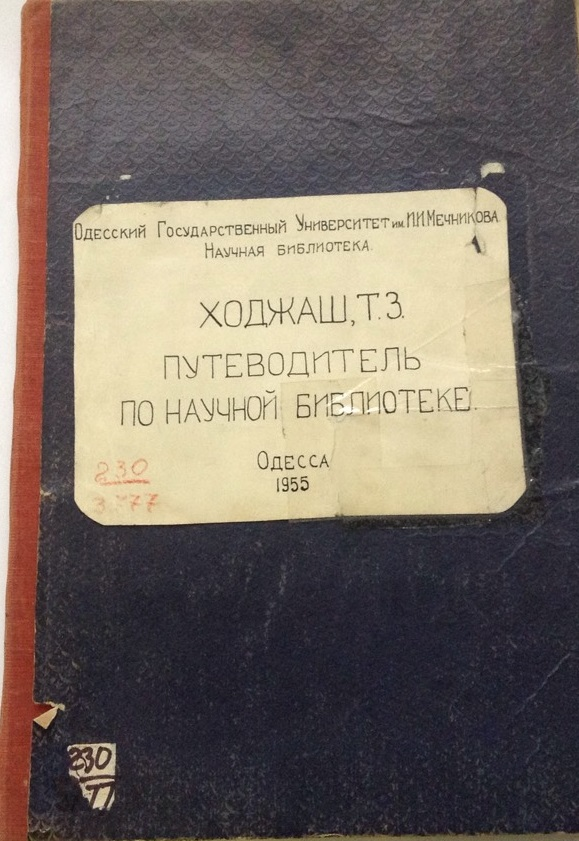 Одесский Государственный Университет им. И.И.Мечникова.
Научная библиотека.
ХОДЖАШ, Т.З.
ПУТЕВОДИТЕЛЬ
ПО НАУЧНОЙ БИБЛИОТЕКЕ.
Одесса
1955
230
230